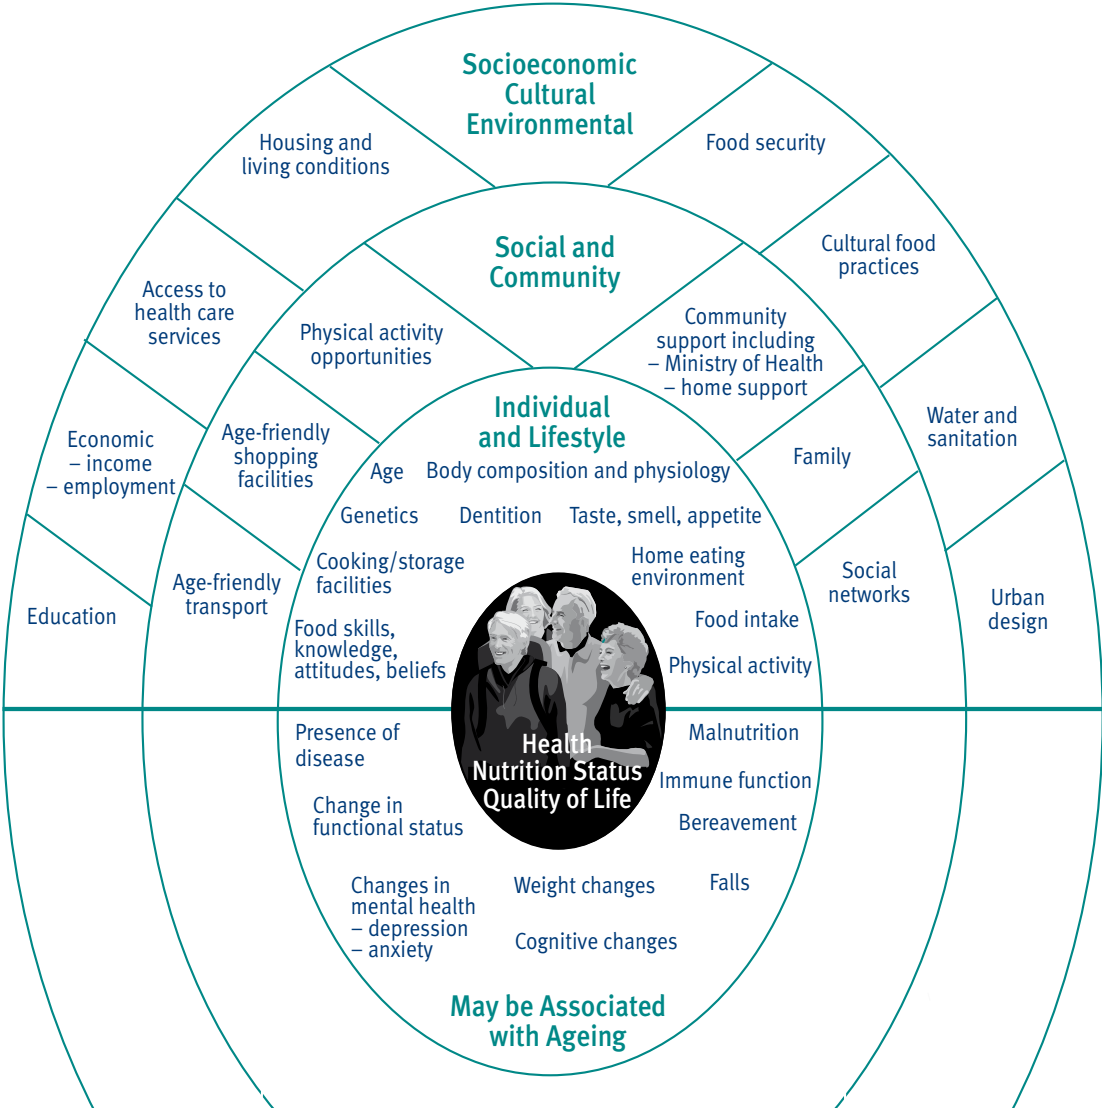 Socioeconomic
Cultural
Environmental
Housing and
living conditions
Food security
Access to
health care
services
Cultural food
practices
Economic
– income
– employment
Water and
sanitation
Education
Urban
design
Social and
Community
Physical activity
opportunities
Community
support including
– Ministry of Health
– home support
Age-friendly
shopping
facilities
Family
Age-friendly
transport
Social
networks
Individual
and Lifestyle
Age
Body composition and physiology
Genetics
Dentition
Taste, smell, appetite
Cooking/storage
facilities
Home eating
environment
Food skills,
knowledge,
attitudes, beliefs
Food intake
Physical activity
Health
Nutrition Status
Quality of Life
Presence of
disease
Malnutrition
Immune function
Change in
functional status
Bereavement
Changes in
mental health
– depression
– anxiety
Weight changes
Falls
Cognitive changes
May be Associated
with Ageing